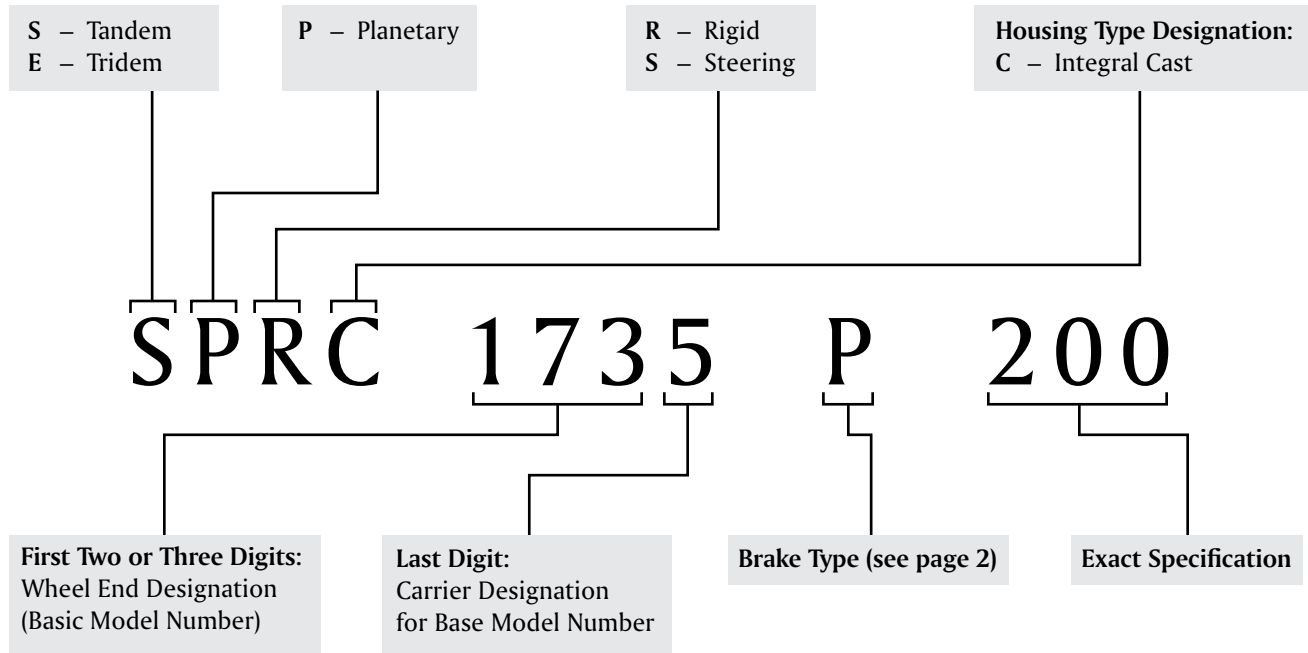 S – Tandem
E – Tridem
P – Planetary
R – Rigid
S – Steering
Housing Type Designation:
C – Integral Cast
SPRC 1735 P 200
First Two or Three Digits:
Wheel End Designation
(Basic Model Number)
Last Digit:
Carrier Designation
for Base Model Number
Brake Type (see page 2)
Exact Specification